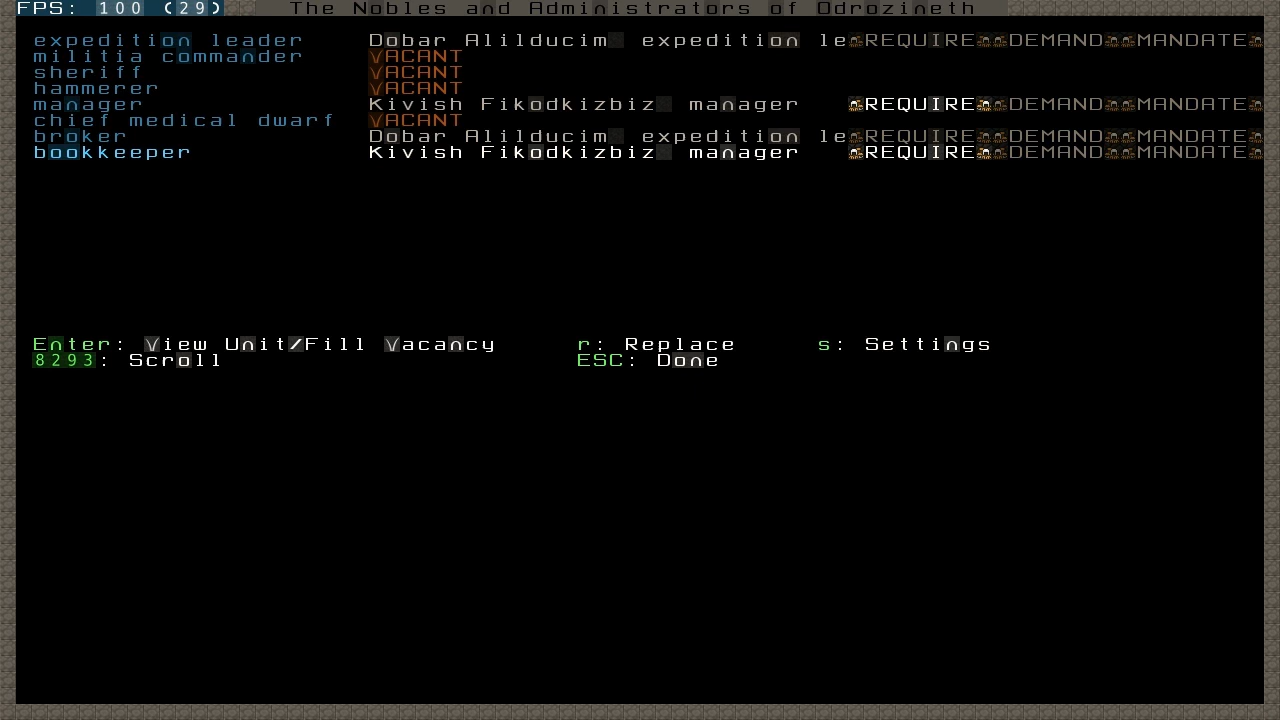 FPS: 100 (29) The Nobles and Administrators of Odrozineth
expedition leader Dobar Alilducim expedition le REQUIRE DEMAND MANDATE
militia commander VACANT
sheriff VACANT
hammerer VACANT
manager Kivish Fikodkizbiz manager REQUIRE DEMAND MANDATE
chief medical dwarf VACANT
broker Dobar Alilducim expedition le REQUIRE DEMAND MANDATE
bookkeeper Kivish Fikodkizbiz manager REQUIRE DEMAND MANDATE
Enter: View Unit/Fill Vacancy r: Replace s: Settings
8293: Scroll ESC: Done